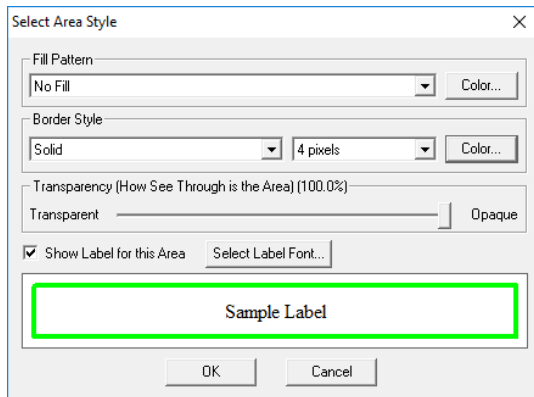 Select Area Style
Fill Pattern
No Fill
Color...
Border Style
Solid
4 pixels
Color...
Transparency (How See Through is the Area) (100.0%)
Transparent
Opaque
Show Label for this Area
Select Label Font...
Sample Label
OK
Cancel